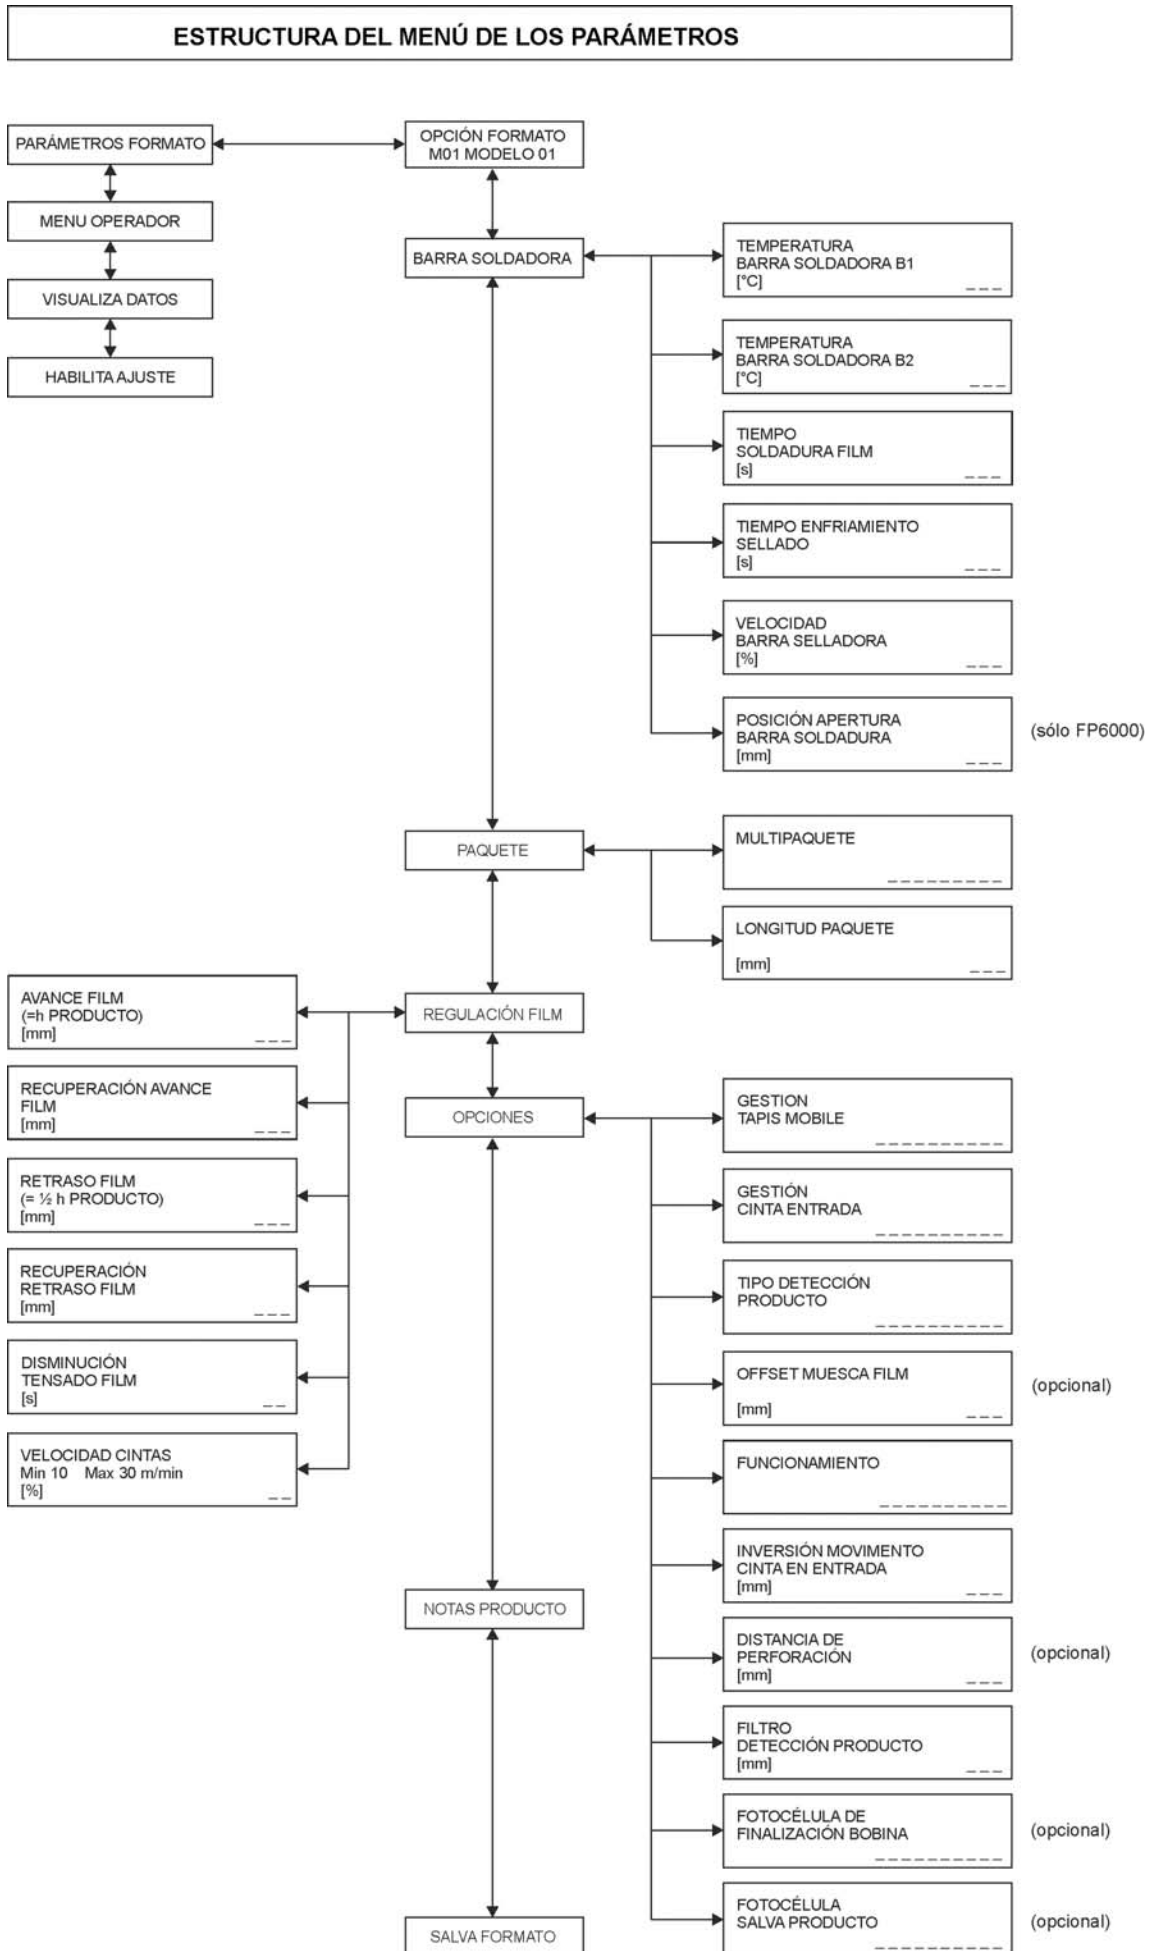 ESTRUCTURA DEL MENÚ DE LOS PARÁMETROS
PARÁMETROS FORMATO
MENU OPERADOR
VISUALIZA DATOS
HABILITA AJUSTE
OPCIÓN FORMATO
M01 MODELO 01
BARRA SOLDADORA
TEMPERATURA
BARRA SOLDADORA B1
[°C] _ _ _
TEMPERATURA
BARRA SOLDADORA B2
[°C] _ _ _
TIEMPO
SOLDADURA FILM
[s] _ _ _
TIEMPO ENFRIAMIENTO
SELLADO
[s] _ _ _
VELOCIDAD
BARRA SELLADORA
[%] _ _ _
POSICIÓN APERTURA
BARRA SOLDADURA
[mm] _ _ _
(sólo FP6000)
PAQUETE
MULTIPAQUETE
_ _ _ _ _ _ _ _ _
LONGITUD PAQUETE
[mm] _ _ _
REGULACIÓN FILM
AVANCE FILM
(=h PRODUCTO)
[mm] _ _ _
RECUPERACIÓN AVANCE
FILM
[mm] _ _ _
RETRASO FILM
(= ½ h PRODUCTO)
[mm] _ _ _
RECUPERACIÓN
RETRASO FILM
[mm] _ _ _
DISMINUCIÓN
TENSADO FILM
[s] _ _
VELOCIDAD CINTAS
Min 10 Max 30 m/min
[%] _ _
OPCIONES
GESTION
TAPIS MOBILE
_ _ _ _ _ _ _ _ _ _
GESTIÓN
CINTA ENTRADA
_ _ _ _ _ _ _ _ _ _
TIPO DETECCIÓN
PRODUCTO
_ _ _ _ _ _ _ _ _ _
OFFSET MUESCA FILM
[mm] _ _ _
(opcional)
FUNCIONAMIENTO
_ _ _ _ _ _ _ _ _ _
INVERSIÓN MOVIMENTO
CINTA EN ENTRADA
[mm] _ _ _
DISTANCIA DE
PERFORACIÓN
[mm] _ _ _
(opcional)
FILTRO
DETECCIÓN PRODUCTO
[mm] _ _ _
FOTOCÉLULA DE
FINALIZACIÓN BOBINA
_ _ _ _ _ _ _ _ _ _
(opcional)
FOTOCÉLULA
SALVA PRODUCTO
_ _ _ _ _ _ _ _ _ _
(opcional)
NOTAS PRODUCTO
SALVA FORMATO